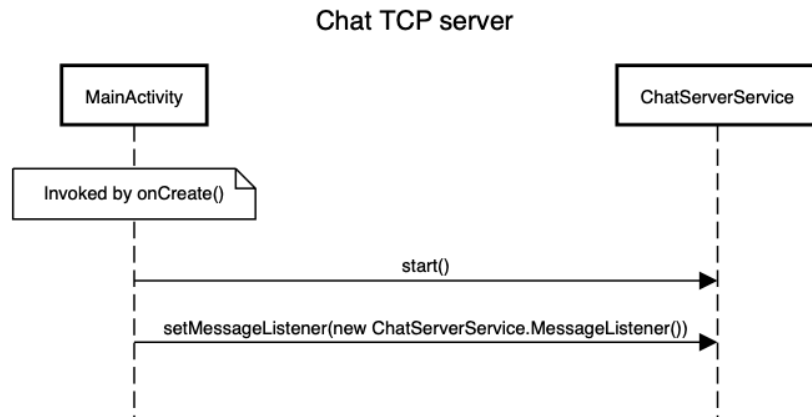 Chat TCP server
MainActivity
ChatServerService
Invoked by onCreate()
start()
setMessageListener(new ChatServerService.MessageListener())